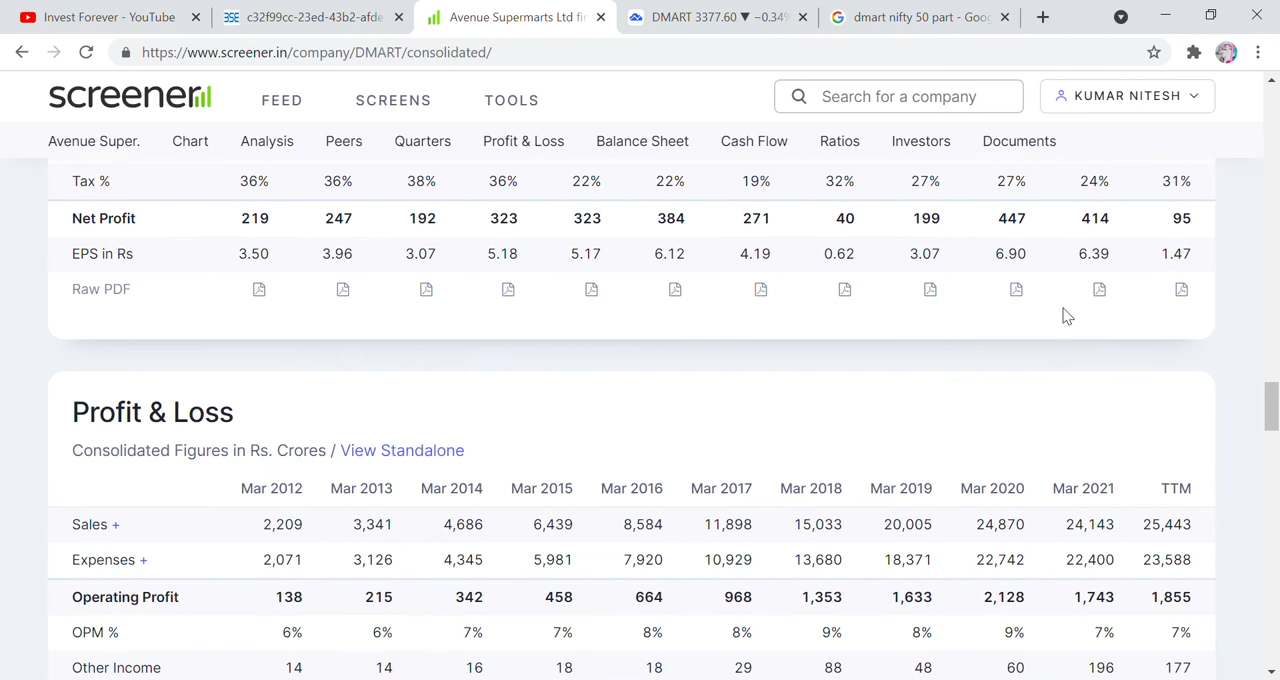 Invest Forever - YouTube
c32f99cc-23ed-43b2-afde
Avenue Supermarts Ltd fi
DMART 3377.60 ▼ −0.34%
dmart nifty 50 part - Goo
https://www.screener.in/company/DMART/consolidated/
screener FEED SCREENS TOOLS Search for a company KUMAR NITESH
Avenue Super. Chart Analysis Peers Quarters Profit & Loss Balance Sheet Cash Flow Ratios Investors Documents
Tax % 36% 36% 38% 36% 22% 22% 19% 32% 27% 27% 24% 31%
Net Profit 219 247 192 323 323 384 271 40 199 447 414 95
EPS in Rs 3.50 3.96 3.07 5.18 5.17 6.12 4.19 0.62 3.07 6.90 6.39 1.47
Raw PDF
Profit & Loss
Consolidated Figures in Rs. Crores / View Standalone
Mar 2012 Mar 2013 Mar 2014 Mar 2015 Mar 2016 Mar 2017 Mar 2018 Mar 2019 Mar 2020 Mar 2021 TTM
Sales + 2,209 3,341 4,686 6,439 8,584 11,898 15,033 20,005 24,870 24,143 25,443
Expenses + 2,071 3,126 4,345 5,981 7,920 10,929 13,680 18,371 22,742 22,400 23,588
Operating Profit 138 215 342 458 664 968 1,353 1,633 2,128 1,743 1,855
OPM % 6% 6% 7% 7% 8% 8% 9% 8% 9% 7% 7%
Other Income 14 14 16 18 18 29 88 48 60 196 177